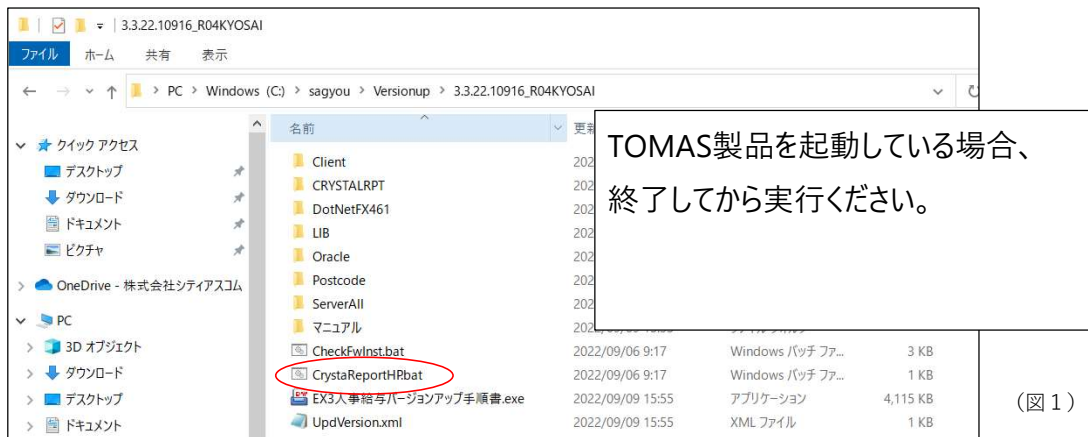 3.3.22.10916_R04KYOSAI
ファイル ホーム 共有 表示
PC > Windows (C:) > sagyou > Versionup > 3.3.22.10916_R04KYOSAI
名前
クイック アクセス
デスクトップ
ダウンロード
ドキュメント
ピクチャ
OneDrive - 株式会社シティアスコム
PC
3D オブジェクト
ダウンロード
デスクトップ
ドキュメント
Client
CRYSTALRPT
DotNetFX461
LIB
Oracle
Postcode
ServerAll
マニュアル
CheckFwInst.bat 2022/09/06 9:17 Windows バッチ ファ... 3 KB
CrystaReportHP.bat 2022/09/06 9:17 Windows バッチ ファ... 1 KB
EX3人事給与バージョンアップ手順書.exe 2022/09/09 15:55 アプリケーション 4,115 KB
UpdVersion.xml 2022/09/09 15:55 XML ファイル 1 KB
TOMAS製品を起動している場合、
終了してから実行ください。
(図1)